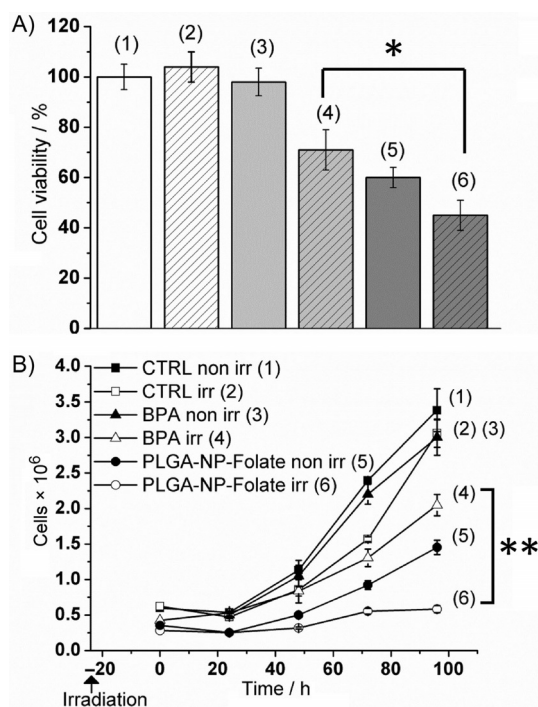 A)
Cell viability / %
120
100
80
60
40
20
0
(1)
(2)
(3)
(4)
(5)
(6)
*
B)
Cells × 10⁶
4.0
3.5
3.0
2.5
2.0
1.5
1.0
0.5
0.0
CTRL non irr (1)
CTRL irr (2)
BPA non irr (3)
BPA irr (4)
PLGA-NP-Folate non irr (5)
PLGA-NP-Folate irr (6)
(1)
(2) (3)
(4)
(5)
(6)
**
–20 0 20 40 60 80 100
Irradiation
Time / h